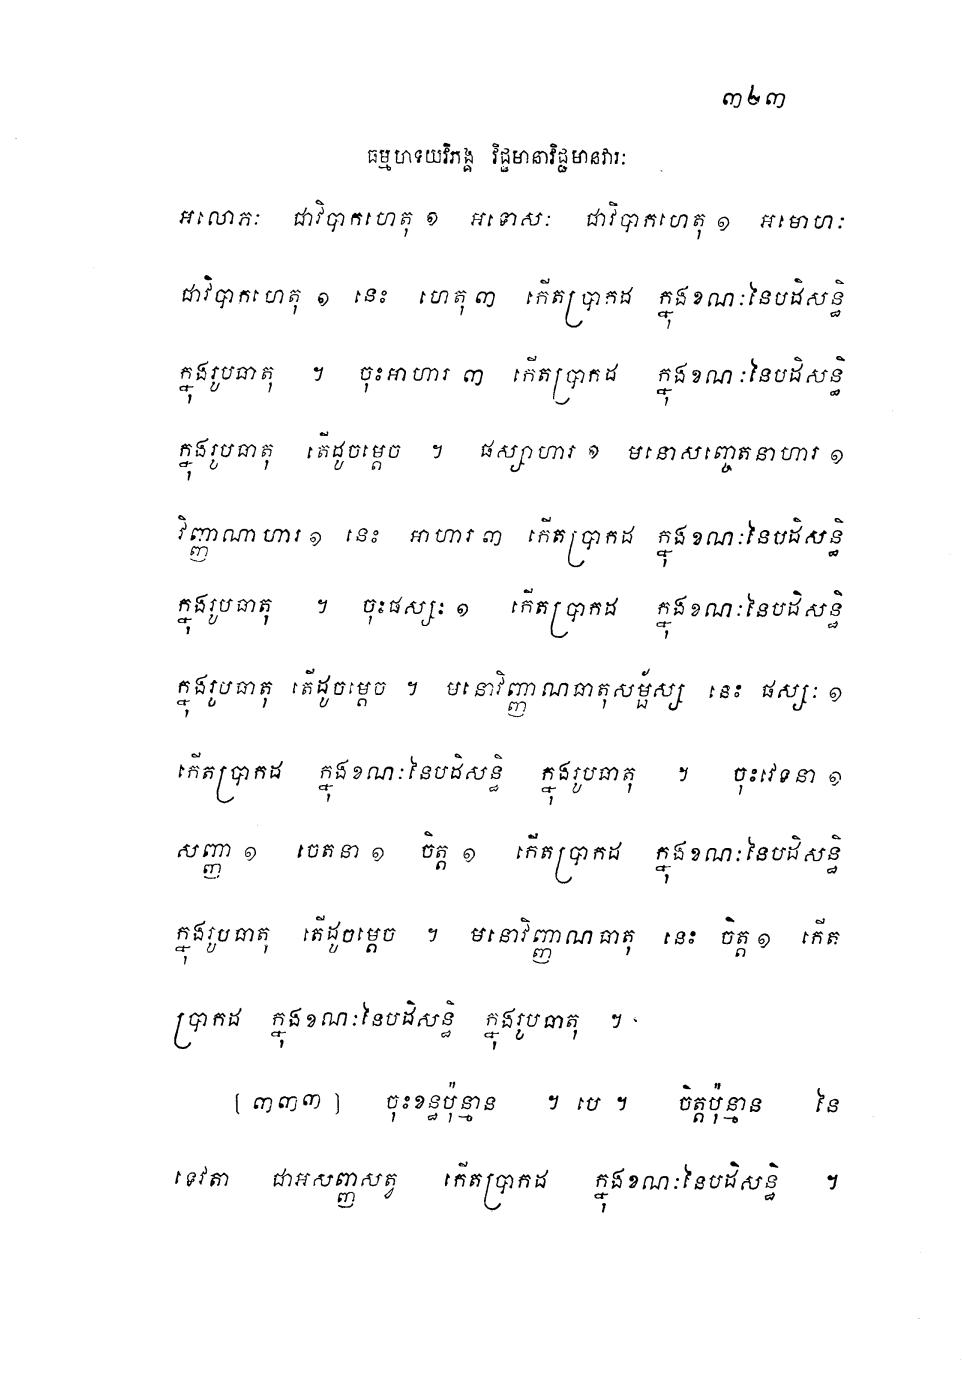 ៣២៣
ធម្មហទយវិភង្គ វិជ្ជមានាវិជ្ជមានវារៈ
អលោភៈ ជាវិបាកហេតុ ១ អទោសៈ ជាវិបាកហេតុ ១ អមោហៈ
ជាវិបាកហេតុ ១ នេះ ហេតុ ៣ កើតប្រាកដ ក្នុងខណៈនៃបដិសន្ធិ
ក្នុងរូបធាតុ ។ ចុះអាហារ ៣ កើតប្រាកដ ក្នុងខណៈនៃបដិសន្ធិ
ក្នុងរូបធាតុ តើដូចម្តេច ។ ផស្សាហារ ១ មនោសញ្ចេតនាហារ ១
វិញ្ញាណាហារ ១ នេះ អាហារ ៣ កើតប្រាកដ ក្នុងខណៈនៃបដិសន្ធិ
ក្នុងរូបធាតុ ។ ចុះផស្សៈ ១ កើតប្រាកដ ក្នុងខណៈនៃបដិសន្ធិ
ក្នុងរូបធាតុ តើដូចម្តេច ។ មនោវិញ្ញាណធាតុសម្ផ័ស្ស នេះ ផស្សៈ ១
កើតប្រាកដ ក្នុងខណៈនៃបដិសន្ធិ ក្នុងរូបធាតុ ។ ចុះវេទនា ១
សញ្ញា ១ ចេតនា ១ ចិត្ត ១ កើតប្រាកដ ក្នុងខណៈនៃបដិសន្ធិ
ក្នុងរូបធាតុ តើដូចម្តេច ។ មនោវិញ្ញាណធាតុ នេះ ចិត្ត ១ កើត
ប្រាកដ ក្នុងខណៈនៃបដិសន្ធិ ក្នុងរូបធាតុ ។
[ ៣៣៣ ] ចុះខន្ធប៉ុន្មាន ។ បេ ។ ចិត្តប៉ុន្មាន នៃ
ទេវតា ជាអសញ្ញសត្វ កើតប្រាកដ ក្នុងខណៈនៃបដិសន្ធិ ។